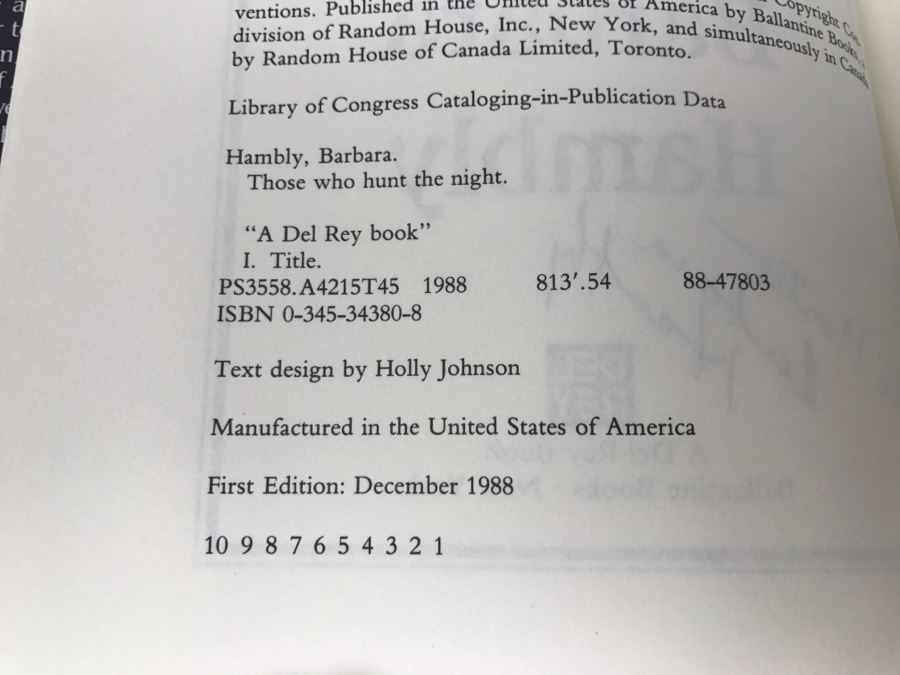 Copyright
ventions. Published in the United States of America by Ballantine Books, a
division of Random House, Inc., New York, and simultaneously in Canada
by Random House of Canada Limited, Toronto.
Library of Congress Cataloging-in-Publication Data
Hambly, Barbara.
Those who hunt the night.
“A Del Rey book”
I. Title.
PS3558.A4215T45 1988 813′.54 88-47803
ISBN 0-345-34380-8
Text design by Holly Johnson
Manufactured in the United States of America
First Edition: December 1988
10 9 8 7 6 5 4 3 2 1